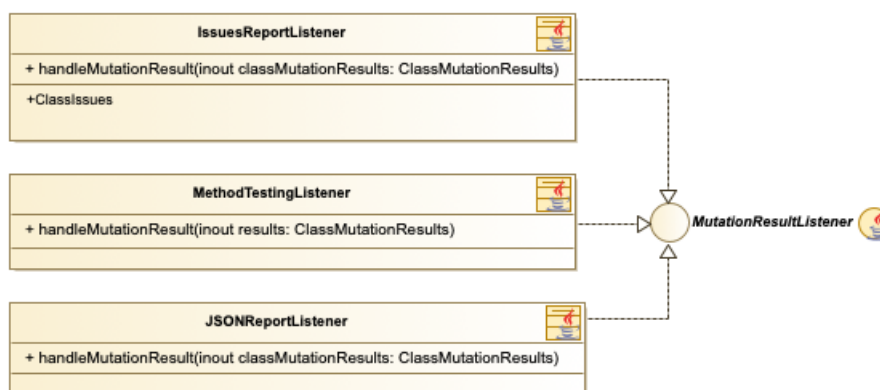 IssuesReportListener
+ handleMutationResult(inout classMutationResults: ClassMutationResults)
+ClassIssues
MethodTestingListener
+ handleMutationResult(inout results: ClassMutationResults)
MutationResultListener
JSONReportListener
+ handleMutationResult(inout classMutationResults: ClassMutationResults)